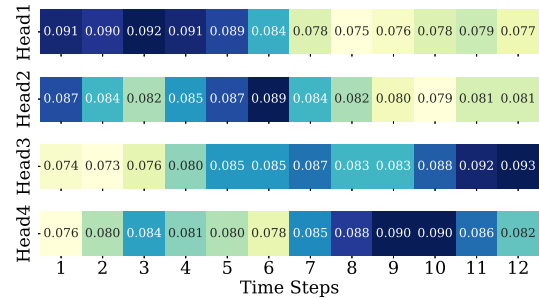 Head1 0.091 0.090 0.092 0.091 0.089 0.084 0.078 0.075 0.076 0.078 0.079 0.077
Head2 0.087 0.084 0.082 0.085 0.087 0.089 0.084 0.082 0.080 0.079 0.081 0.081
Head3 0.074 0.073 0.076 0.080 0.085 0.085 0.087 0.083 0.083 0.088 0.092 0.093
Head4 0.076 0.080 0.084 0.081 0.080 0.078 0.085 0.088 0.090 0.090 0.086 0.082
1 2 3 4 5 6 7 8 9 10 11 12
Time Steps